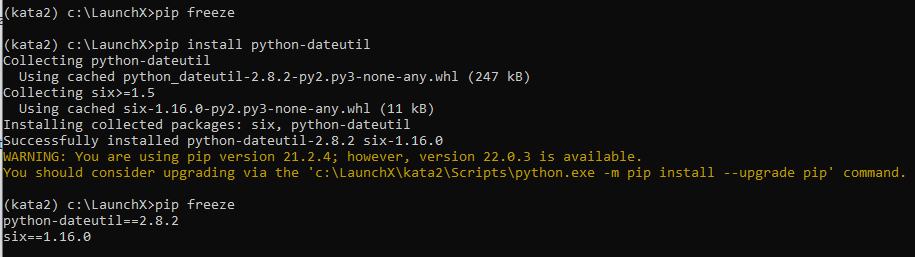 (kata2) c:\LaunchX>pip freeze
(kata2) c:\LaunchX>pip install python-dateutil
Collecting python-dateutil
  Using cached python_dateutil-2.8.2-py2.py3-none-any.whl (247 kB)
Collecting six>=1.5
  Using cached six-1.16.0-py2.py3-none-any.whl (11 kB)
Installing collected packages: six, python-dateutil
Successfully installed python-dateutil-2.8.2 six-1.16.0
WARNING: You are using pip version 21.2.4; however, version 22.0.3 is available.
You should consider upgrading via the 'c:\LaunchX\kata2\Scripts\python.exe -m pip install --upgrade pip' command.
(kata2) c:\LaunchX>pip freeze
python-dateutil==2.8.2
six==1.16.0